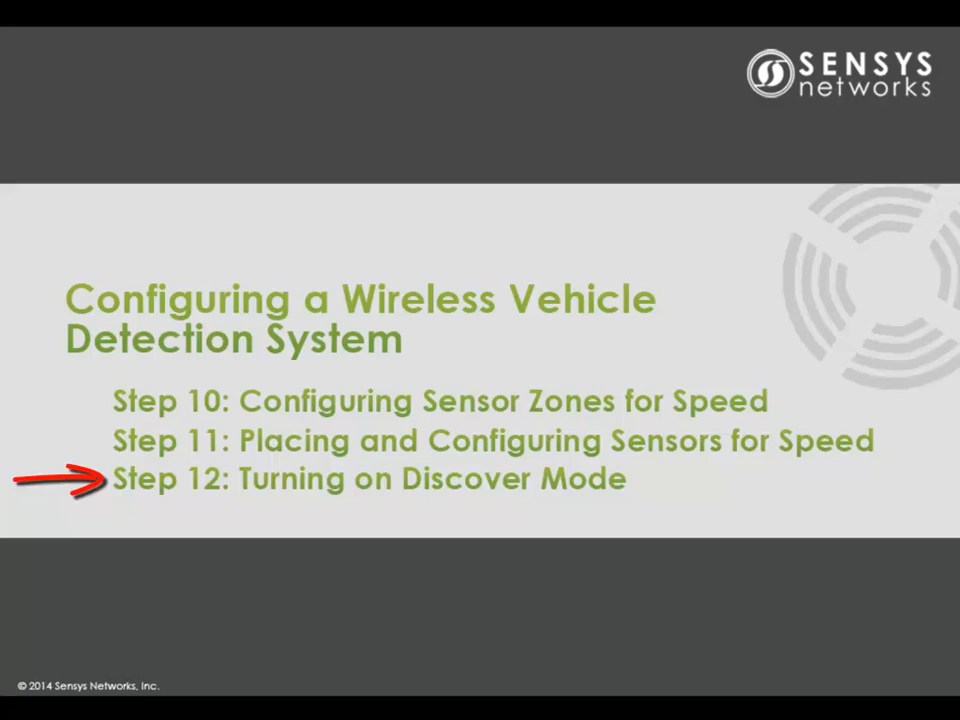 SENSYS
networks
Configuring a Wireless Vehicle
Detection System
Step 10: Configuring Sensor Zones for Speed
Step 11: Placing and Configuring Sensors for Speed
Step 12: Turning on Discover Mode
© 2014 Sensys Networks, Inc.